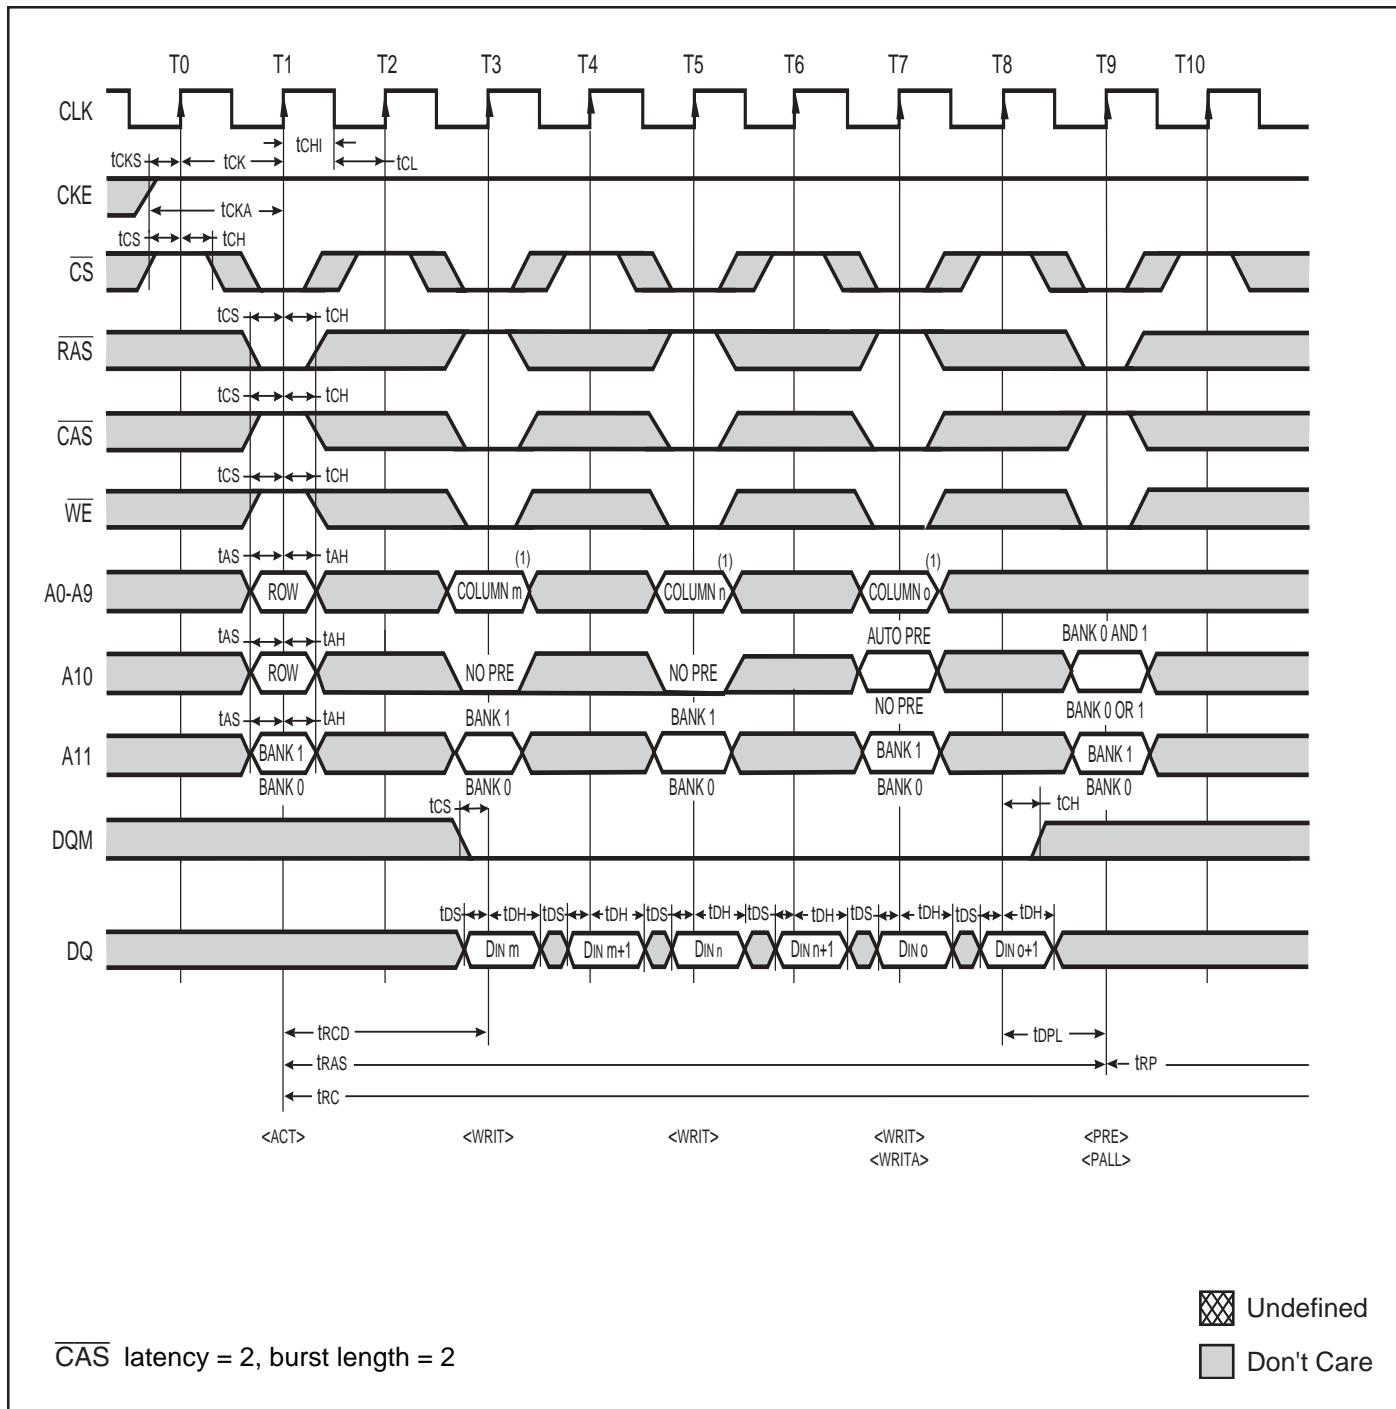 T0 T1 T2 T3 T4 T5 T6 T7 T8 T9 T10
CLK
tCHI
tCKS tCK tCL
CKE
tCKA
tCS tCH
CS
tCS tCH
RAS
tCS tCH
CAS
tCS tCH
WE
tAS tAH (1) (1) (1)
A0-A9 ROW COLUMN m COLUMN n COLUMN o
tAS tAH AUTO PRE BANK 0 AND 1
A10 ROW NO PRE NO PRE
NO PRE BANK 0 OR 1
tAS tAH BANK 1 BANK 1
A11 BANK 1 BANK 1 BANK 1
BANK 0 BANK 0 BANK 0 BANK 0 BANK 0
tCS tCH
DQM
tDS tDH tDS tDH tDS tDH tDS tDH tDS tDH tDS tDH
DQ DIN m DIN m+1 DIN n DIN n+1 DIN o DIN o+1
tRCD tDPL
tRAS tRP
tRC
<ACT> <WRIT> <WRIT> <WRIT> <PRE>
<WRITA> <PALL>
Undefined
CAS latency = 2, burst length = 2
Don't Care